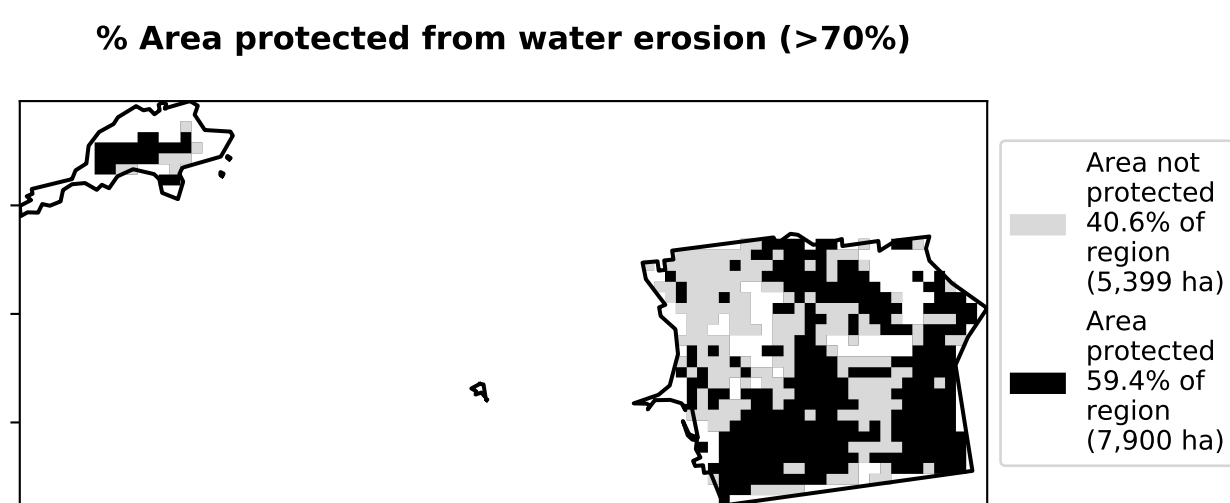 % Area protected from water erosion (>70%)
Area not
protected
40.6% of
region
(5,399 ha)
Area
protected
59.4% of
region
(7,900 ha)